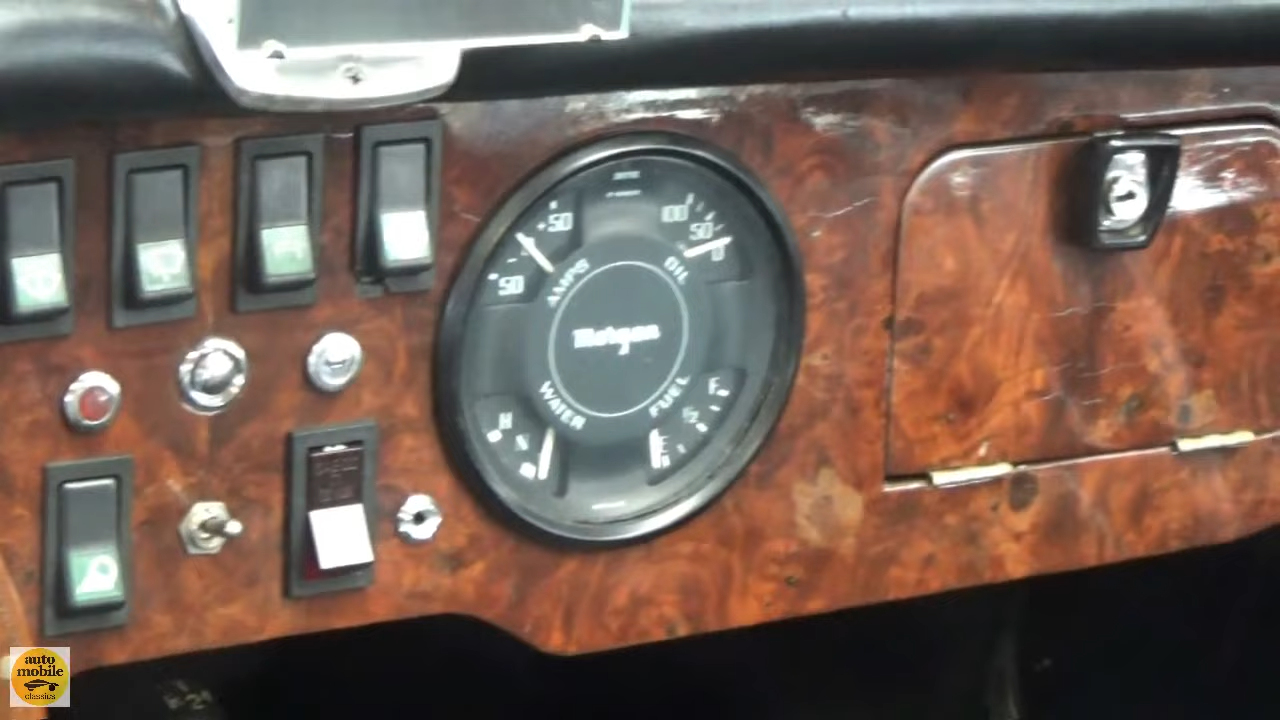 +50
100
50
0
50
AMPS
OIL
Morgan
WATER
FUEL
H
N
F
½
E
auto
mobile
classics